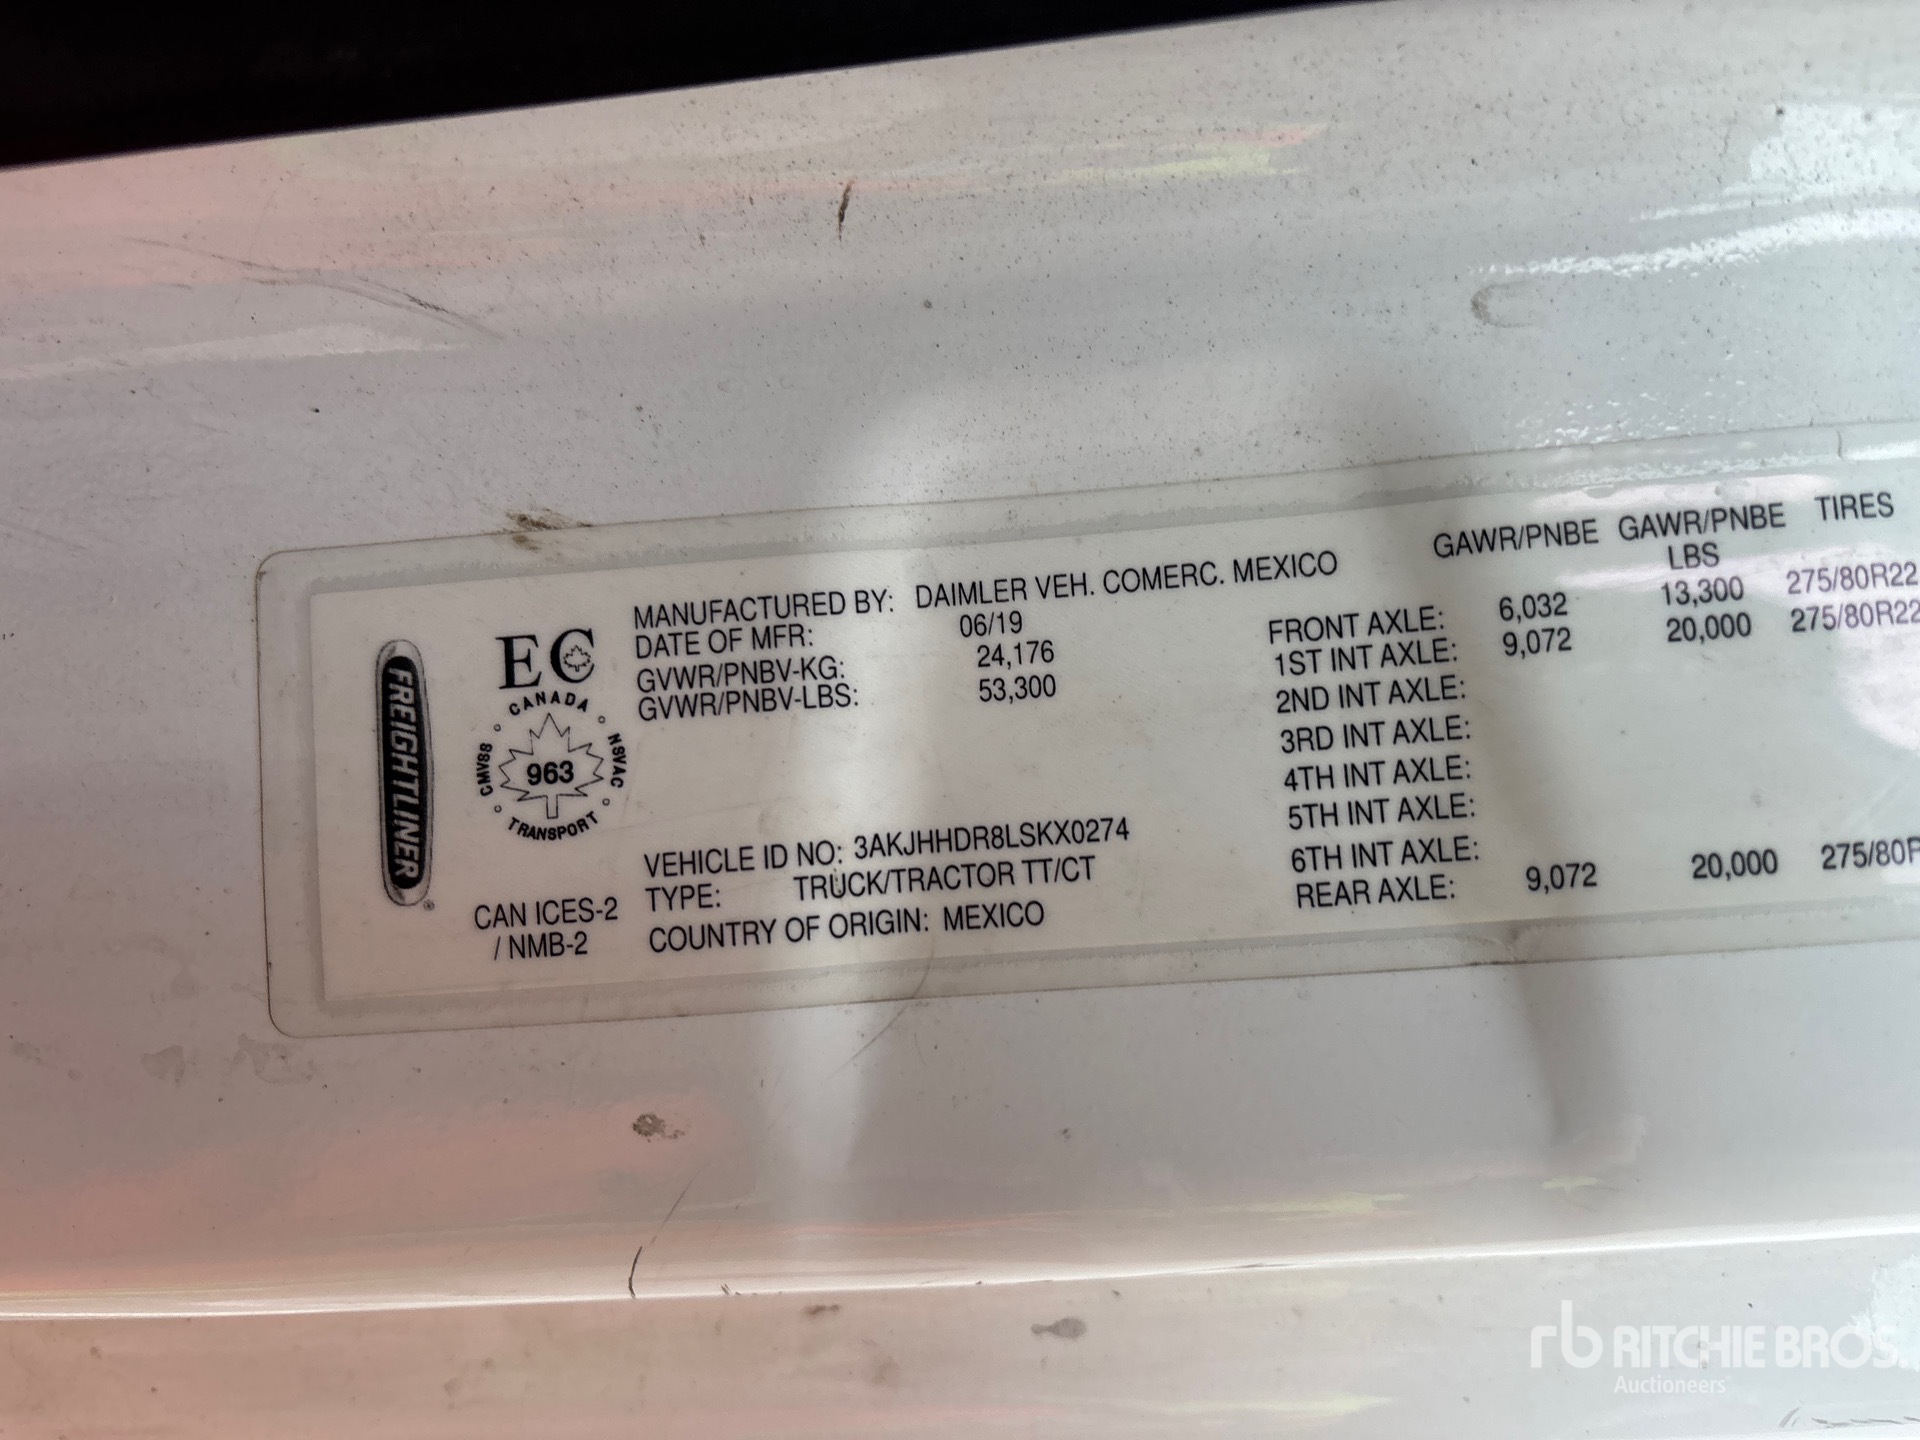 GAWR/PNBE GAWR/PNBE TIRES
LBS
MANUFACTURED BY: DAIMLER VEH. COMERC. MEXICO
DATE OF MFR: 06/19
GVWR/PNBV-KG: 24,176
GVWR/PNBV-LBS: 53,300
FRONT AXLE: 6,032 13,300 275/80R22
1ST INT AXLE: 9,072 20,000 275/80R22
2ND INT AXLE:
3RD INT AXLE:
4TH INT AXLE:
5TH INT AXLE:
6TH INT AXLE:
REAR AXLE: 9,072 20,000 275/80R
FREIGHTLINER
EC
CANADA
CMVSS 963 NSVAC
TRANSPORT
CAN ICES-2
/ NMB-2
VEHICLE ID NO: 3AKJHHDR8LSKX0274
TYPE: TRUCK/TRACTOR TT/CT
COUNTRY OF ORIGIN: MEXICO
rb RITCHIE BROS.
Auctioneers